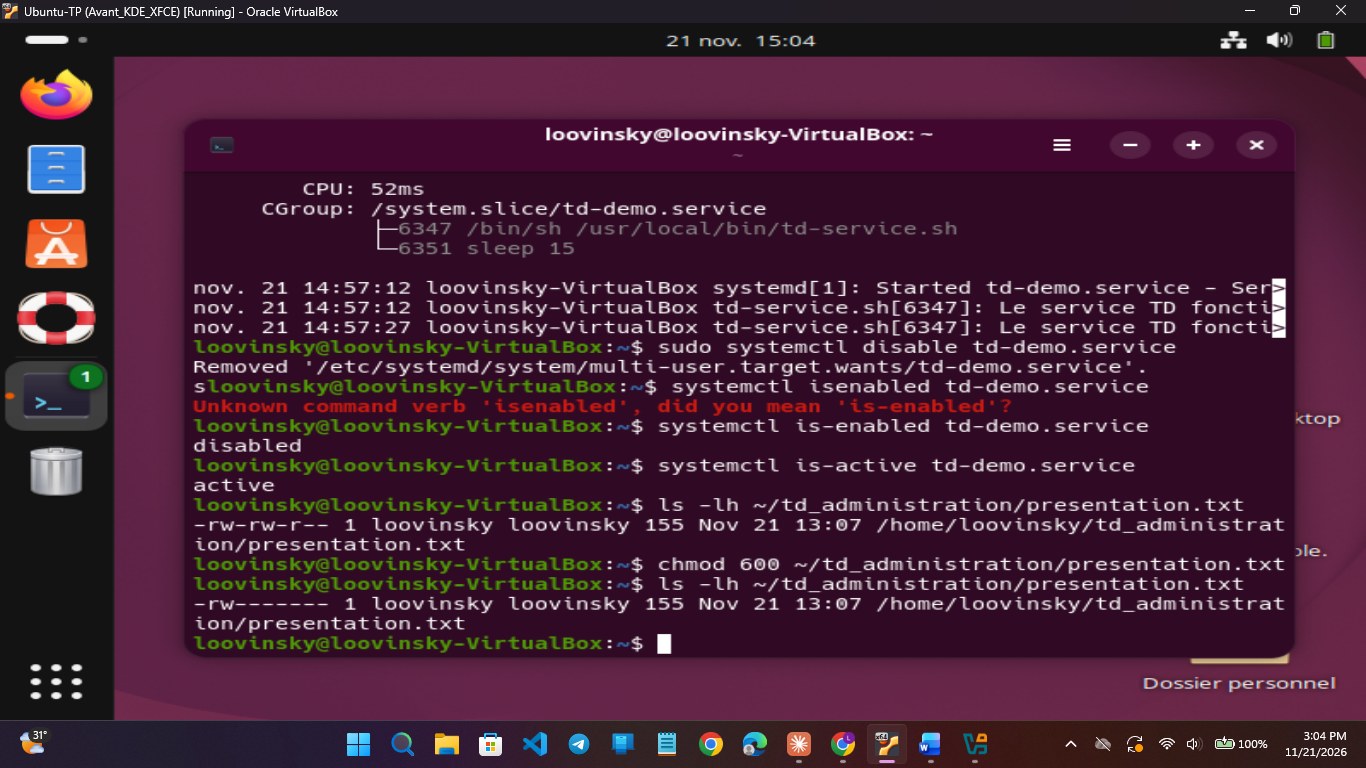 Ubuntu-TP (Avant_KDE_XFCE) [Running] - Oracle VirtualBox
21 nov. 15:04
loovinsky@loovinsky-VirtualBox: ~
~
CPU: 52ms
CGroup: /system.slice/td-demo.service
├─6347 /bin/sh /usr/local/bin/td-service.sh
└─6351 sleep 15
nov. 21 14:57:12 loovinsky-VirtualBox systemd[1]: Started td-demo.service - Ser>
nov. 21 14:57:12 loovinsky-VirtualBox td-service.sh[6347]: Le service TD foncti>
nov. 21 14:57:27 loovinsky-VirtualBox td-service.sh[6347]: Le service TD foncti>
loovinsky@loovinsky-VirtualBox:~$ sudo systemctl disable td-demo.service
Removed '/etc/systemd/system/multi-user.target.wants/td-demo.service'.
sloovinsky@loovinsky-VirtualBox:~$ systemctl isenabled td-demo.service
Unknown command verb 'isenabled', did you mean 'is-enabled'?
loovinsky@loovinsky-VirtualBox:~$ systemctl is-enabled td-demo.service
disabled
loovinsky@loovinsky-VirtualBox:~$ systemctl is-active td-demo.service
active
loovinsky@loovinsky-VirtualBox:~$ ls -lh ~/td_administration/presentation.txt
-rw-rw-r-- 1 loovinsky loovinsky 155 Nov 21 13:07 /home/loovinsky/td_administrat
ion/presentation.txt
loovinsky@loovinsky-VirtualBox:~$ chmod 600 ~/td_administration/presentation.txt
loovinsky@loovinsky-VirtualBox:~$ ls -lh ~/td_administration/presentation.txt
-rw------- 1 loovinsky loovinsky 155 Nov 21 13:07 /home/loovinsky/td_administrat
ion/presentation.txt
loovinsky@loovinsky-VirtualBox:~$
1
>_
ktop
ole.
Dossier personnel
31°
100%
3:04 PM
11/21/2026